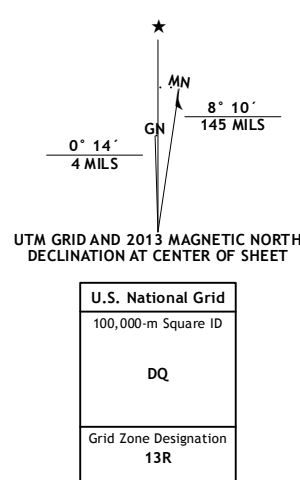 MN
GN
8° 10´
145 MILS
0° 14´
4 MILS
UTM GRID AND 2013 MAGNETIC NORTH
DECLINATION AT CENTER OF SHEET
U.S. National Grid
100,000-m Square ID
DQ
Grid Zone Designation
13R